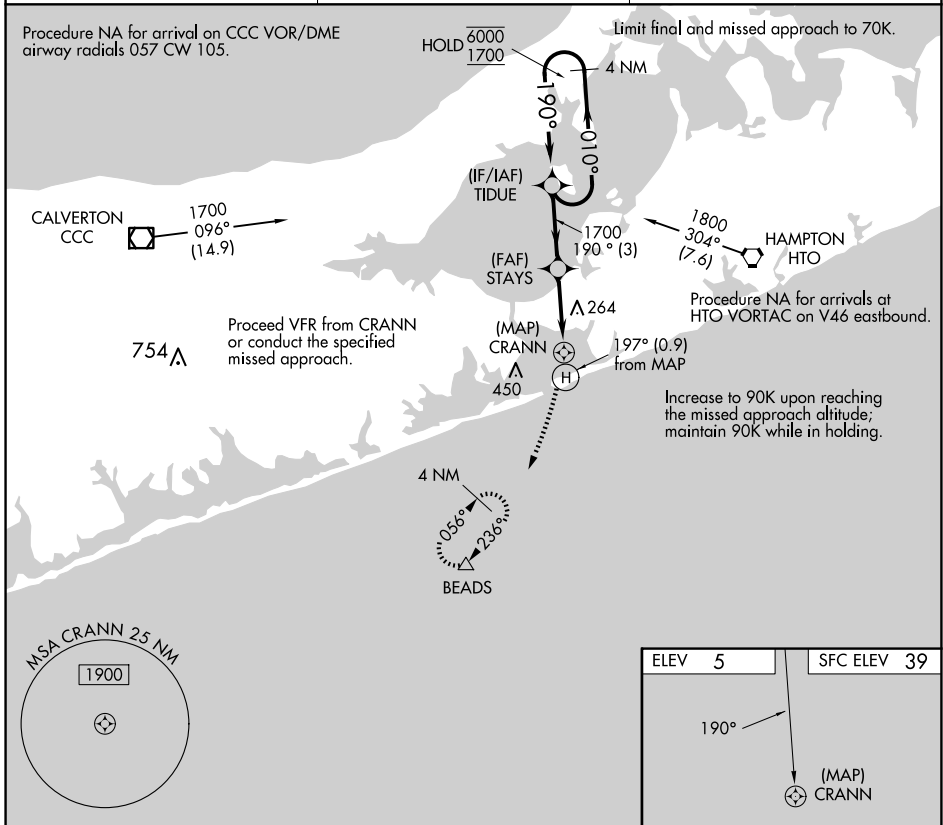 Procedure NA for arrival on CCC VOR/DME
airway radials 057 CW 105.
HOLD 6000
1700
Limit final and missed approach to 70K.
4 NM
190°
010°
(IF/IAF)
TIDUE
CALVERTON
CCC
1700
096°
(14.9)
1700
190° (3)
1800
304°
(7.6)
HAMPTON
HTO
(FAF)
STAYS
264
Procedure NA for arrivals at
HTO VORTAC on V46 eastbound.
Proceed VFR from CRANN
or conduct the specified
missed approach.
754
(MAP)
CRANN
450
H
197° (0.9)
from MAP
Increase to 90K upon reaching
the missed approach altitude;
maintain 90K while in holding.
4 NM
056°
236°
BEADS
MSA CRANN 25 NM
1900
ELEV 5
SFC ELEV 39
190°
(MAP)
CRANN